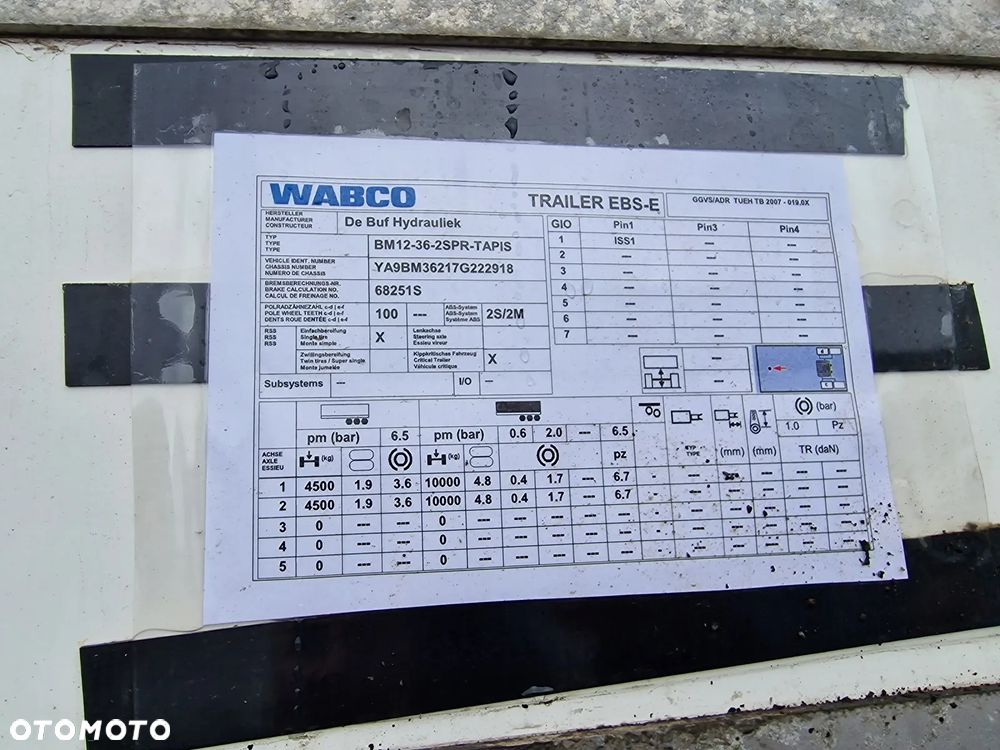 WABCO TRAILER EBS-E GGVS/ADR TUEH TB 2007 - 019.0X
HERSTELLER
MANUFACTURER
CONSTRUCTEUR
De Buf Hydrauliek
TYP
TYPE
TYPE
BM12-36-2SPR-TAPIS
VEHICLE IDENT. NUMBER
CHASSIS NUMBER
NUMERO DE CHASSIS
YA9BM36217G222918
BREMSBERECHNUNGS-NR.
BRAKE CALCULATION NO.
CALCUL DE FREINAGE NO.
68251S
POLRADZÄHNEZAHL c-d | e-f
POLE WHEEL TEETH c-d | e-f
DENTS ROUE DENTÉE c-d | e-f
100 ---
ABS-System
ABS-System
Système ABS
2S/2M
RSS Einfachbereifung
RSS Single tire
RSS Monte simple
X
Lenkachse
Steering axle
Essieu vireur
Zwillingsbereifung
Twin tires / Super single
Monte jumelée
Kippkritisches Fahrzeug
Critical Trailer
Véhicule critique
X
Subsystems --- I/O --
GIO Pin1 Pin3 Pin4
1 ISS1 --- ---
2 --- --- ---
3 --- --- ---
4 --- --- ---
5 --- --- ---
6 --- --- ---
7 --- --- ---
---
---
pm (bar) 6.5 pm (bar) 0.6 2.0 --- 6.5 (bar)
1.0 Pz
ACHSE
AXLE
ESSIEU
(kg) (kg) pz TYP
TYPE
(mm) (mm) TR (daN)
1 4500 1.9 3.6 10000 4.8 0.4 1.7 --- 6.7 - --- --- --- --- ---
2 4500 1.9 3.6 10000 4.8 0.4 1.7 --- 6.7 - --- --- --- --- ---
3 0 --- --- 0 --- --- --- --- --- - --- --- --- --- ---
4 0 --- --- 0 --- --- --- --- --- - --- --- --- --- ---
5 0 --- --- 0 --- --- --- --- --- - --- --- --- --- ---
OTOMOTO